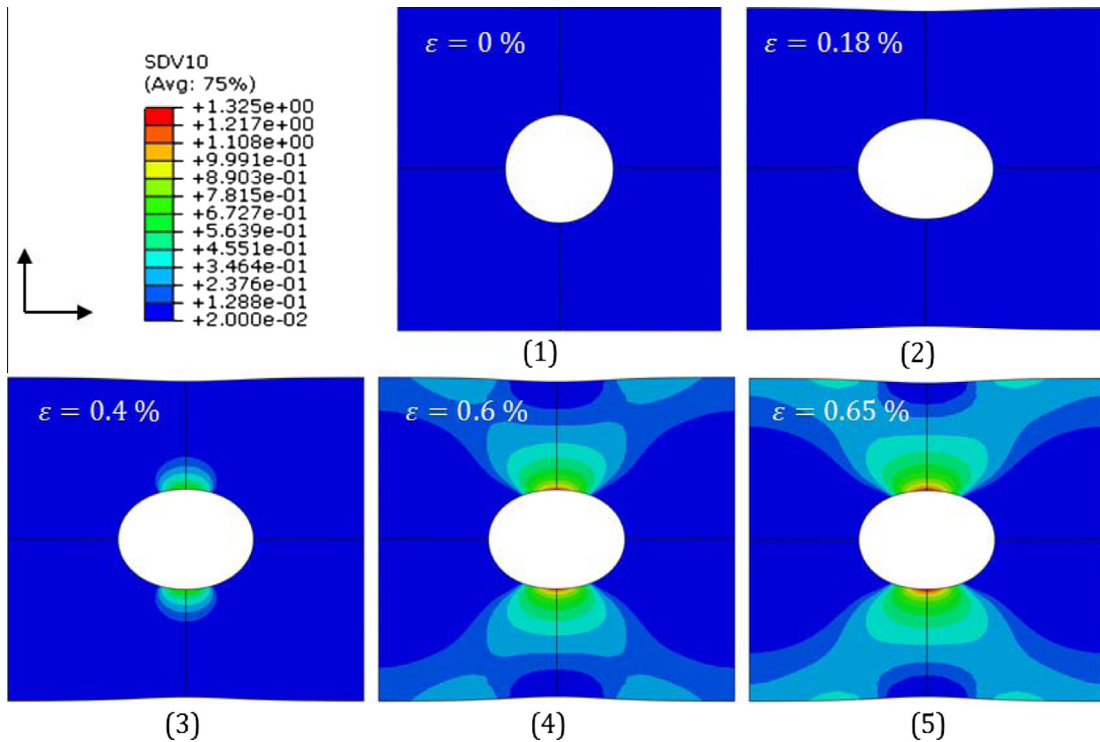 SDV10
(Avg: 75%)
+1.325e+00
+1.217e+00
+1.108e+00
+9.991e-01
+8.903e-01
+7.815e-01
+6.727e-01
+5.639e-01
+4.551e-01
+3.464e-01
+2.376e-01
+1.288e-01
+2.000e-02
ε = 0 %
(1)
ε = 0.18 %
(2)
ε = 0.4 %
(3)
ε = 0.6 %
(4)
ε = 0.65 %
(5)